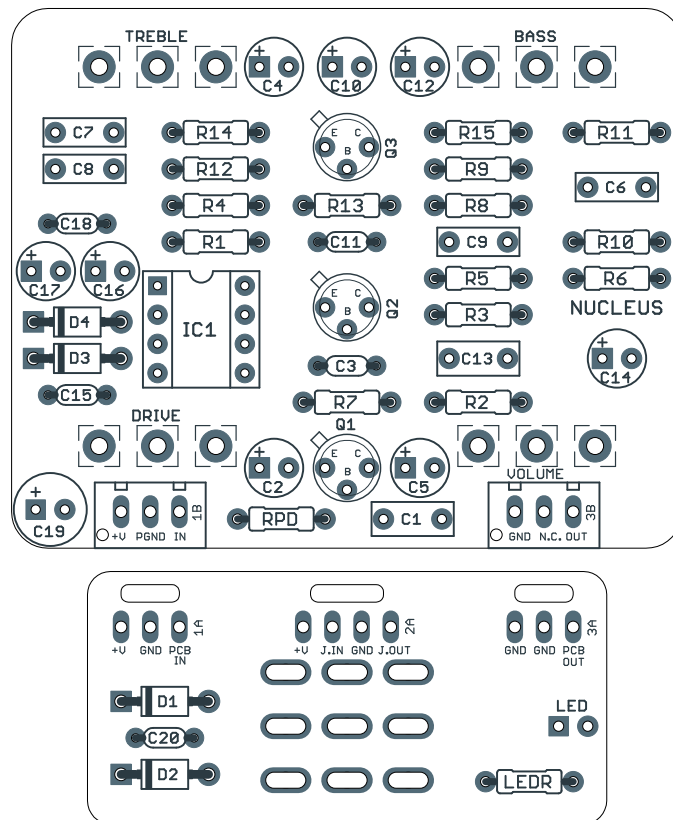 TREBLE BASS
+ + +
C4 C10 C12
C7 R14 E C B Q3 R15 R11
C8 R12 R9 C6
R4 R13 R8
C18
R1 C11 C9 R10
+ +
C17 C16 R5 R6
IC1 E C B Q2 R3 NUCLEUS
D4
D3 C3 C13 +
C14
C15 R7 R2
DRIVE Q1
+ E C B +
C2 C5 VOLUME
+
C19 1B RPD C1 3B
+V PGND IN GND N.C. OUT
1A 2A 3A
+V GND PCB IN +V J.IN GND J.OUT GND GND PCB OUT
D1 LED
C20
D2 LEDR